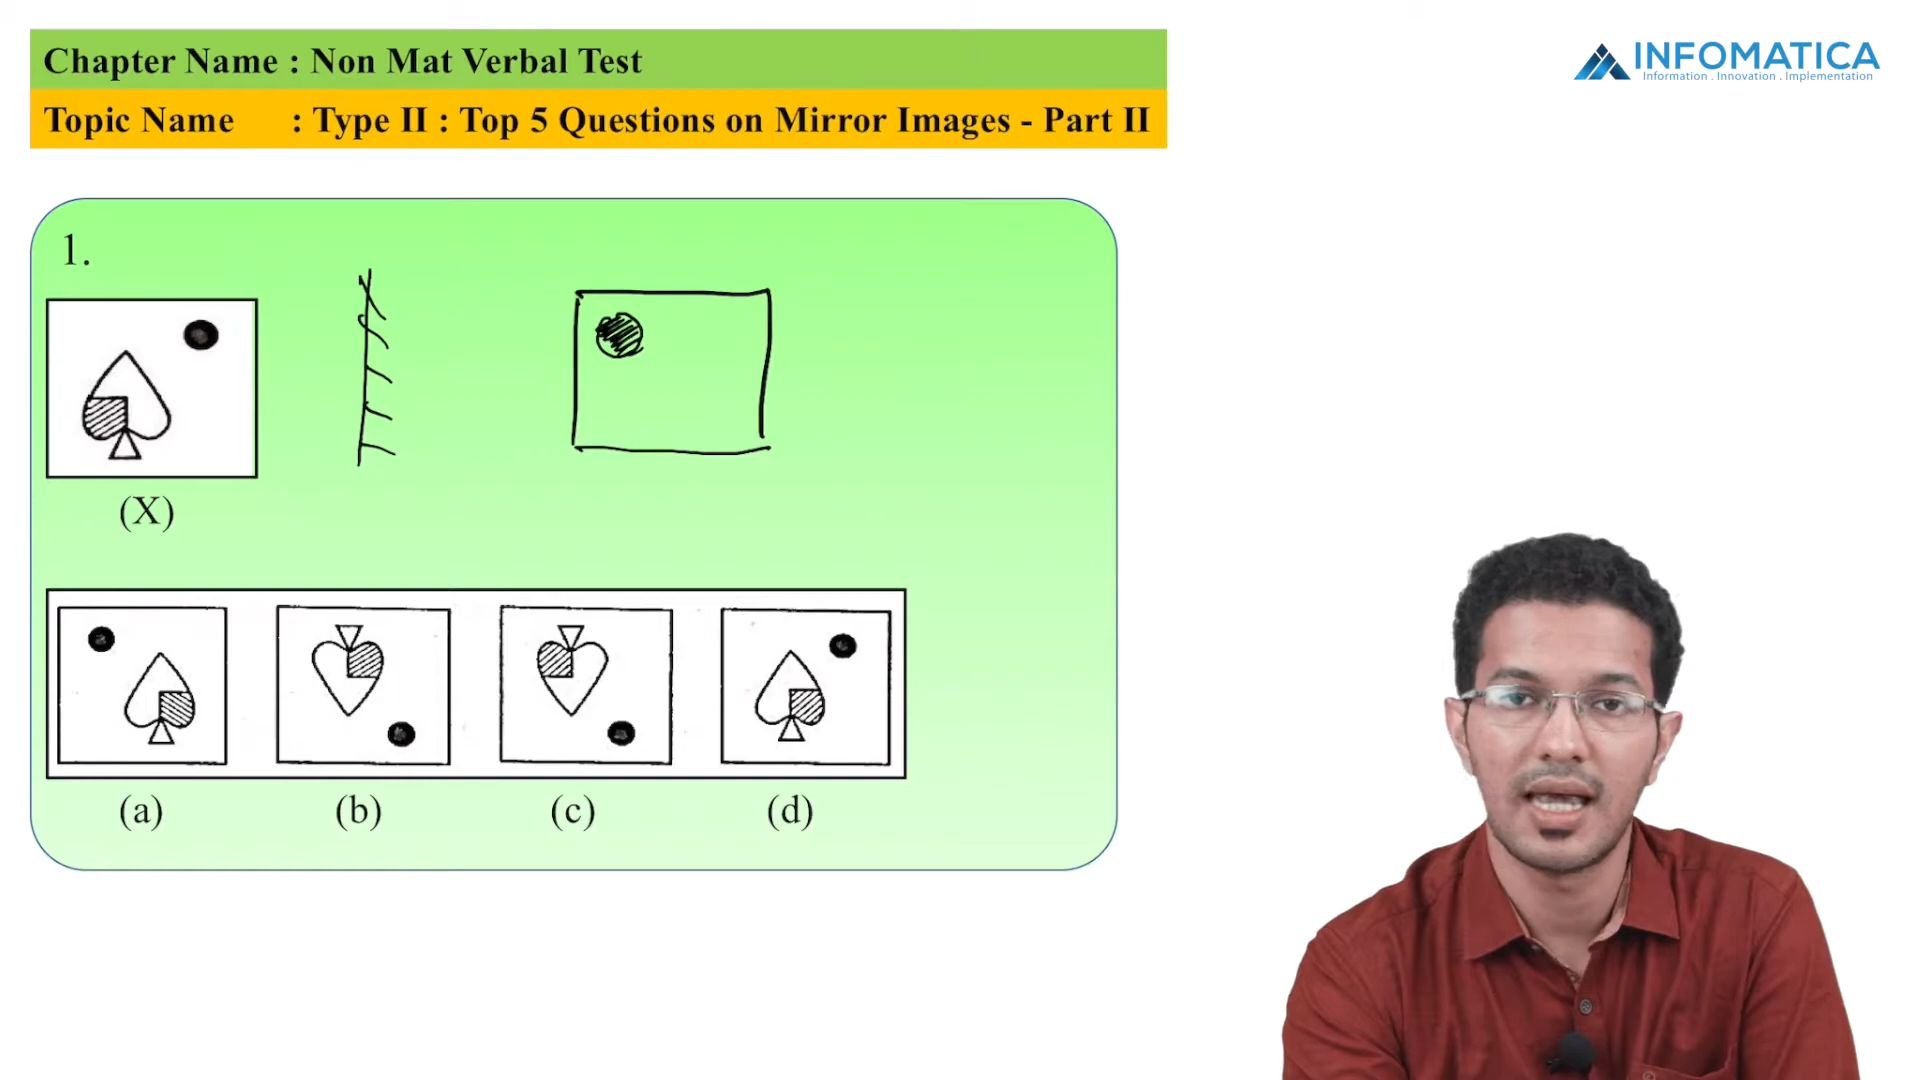 Chapter Name : Non Mat Verbal Test
Topic Name : Type II : Top 5 Questions on Mirror Images - Part II
INFOMATICA
Information . Innovation . Implementation
1.
(X)
(a) (b) (c) (d)